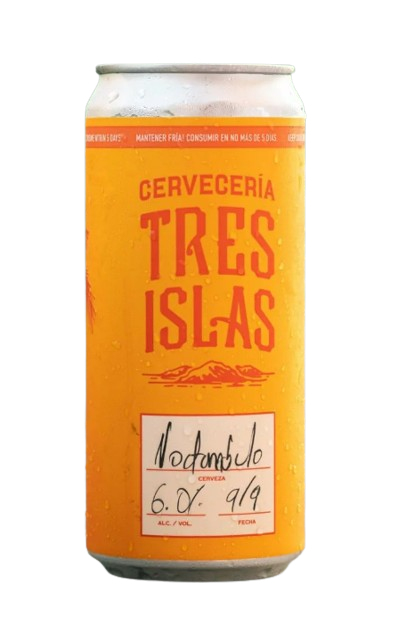 MANTENER FRÍA! CONSUMIR EN NO MÁS DE 5 DÍAS
CERVECERÍA
TRES
ISLAS
Noctámbulo
CERVEZA
6.0% 9/9
ALC. / VOL. FECHA